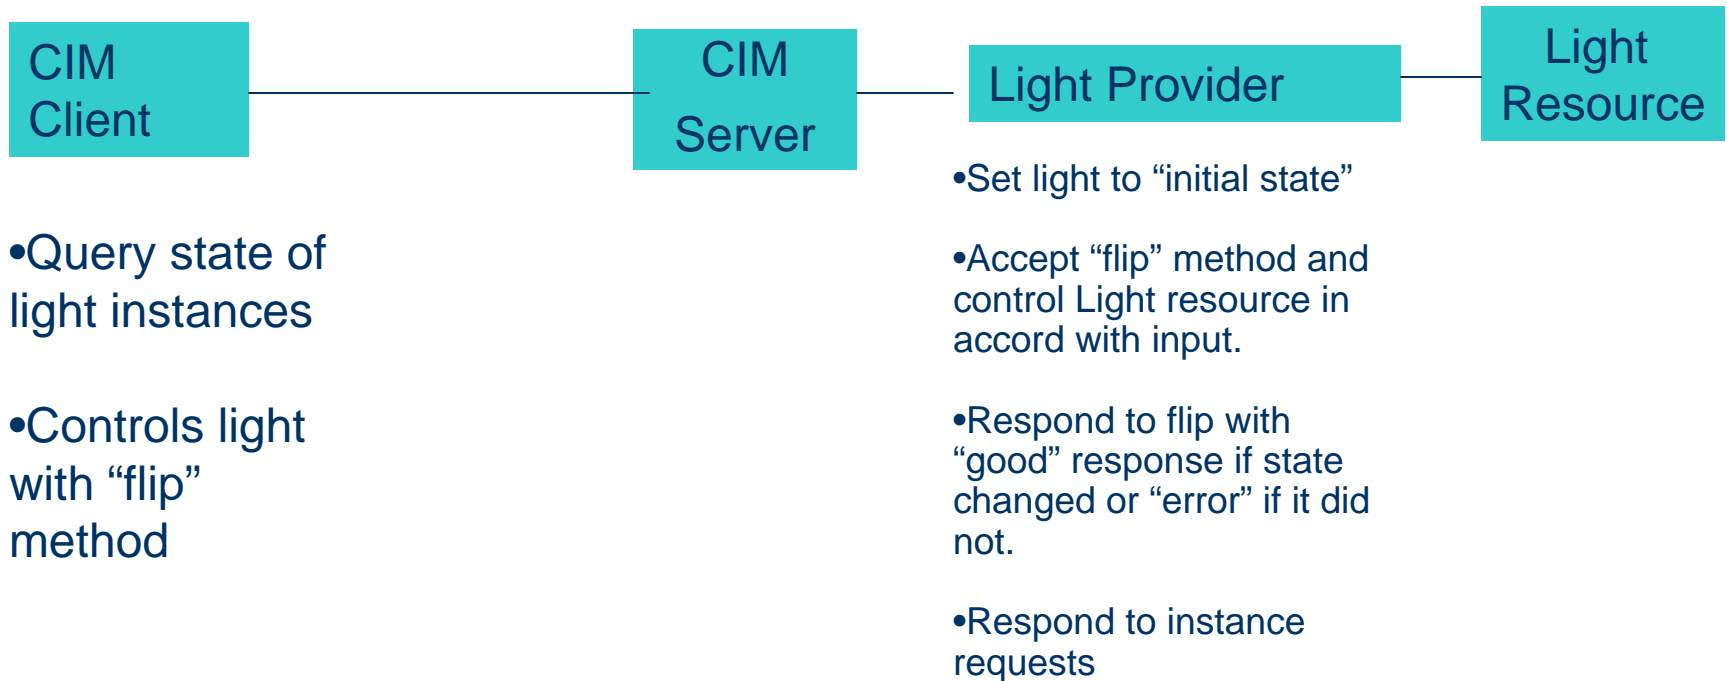 CIM
Client
CIM
Server
Light Provider
Light
Resource
•Query state of
light instances
•Controls light
with “flip”
method
•Set light to “initial state”
•Accept “flip” method and
control Light resource in
accord with input.
•Respond to flip with
“good” response if state
changed or “error” if it did
not.
•Respond to instance
requests